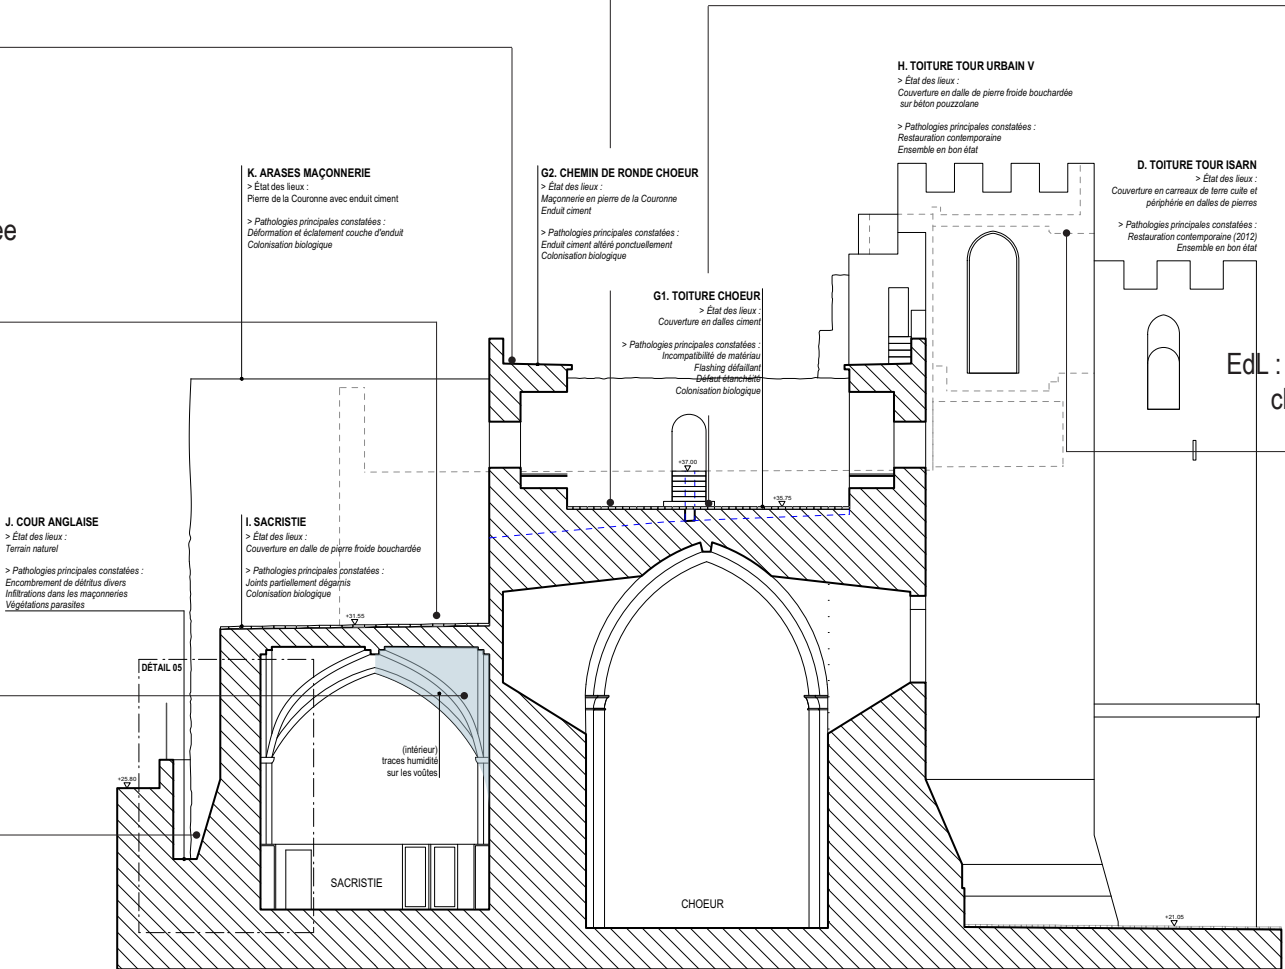 H. TOITURE TOUR URBAIN V
> État des lieux :
Couverture en dalle de pierre froide bouchardée
sur béton pouzzolane
> Pathologies principales constatées :
Restauration contemporaine
Ensemble en bon état
D. TOITURE TOUR ISARN
> État des lieux :
Couverture en carreaux de terre cuite et
périphérie en dalles de pierres
> Pathologies principales constatées :
Restauration contemporaine (2012)
Ensemble en bon état
K. ARASES MAÇONNERIE
> État des lieux :
Pierre de la Couronne avec enduit ciment
> Pathologies principales constatées :
Déformation et éclatement couche d'enduit
Colonisation biologique
G2. CHEMIN DE RONDE CHOEUR
> État des lieux :
Maçonnerie en pierre de la Couronne
Enduit ciment
> Pathologies principales constatées :
Enduit ciment altéré ponctuellement
Colonisation biologique
ée
G1. TOITURE CHOEUR
> État des lieux :
Couverture en dalles ciment
> Pathologies principales constatées :
Incompatibilité de matériau
Flashing défaillant
Défaut étanchéité
Colonisation biologique
EdL :
+37.00
+35.75
J. COUR ANGLAISE
> État des lieux :
Terrain naturel
> Pathologies principales constatées :
Encombrement de détritus divers
Infiltrations dans les maçonneries
Végétations parasites
I. SACRISTIE
> État des lieux :
Couverture en dalle de pierre froide bouchardée
> Pathologies principales constatées :
Joints partiellement dégarnis
Colonisation biologique
+31.55
DÉTAIL 05
(intérieur)
traces humidité
sur les voûtes
+25.80
SACRISTIE
CHOEUR
+21.05